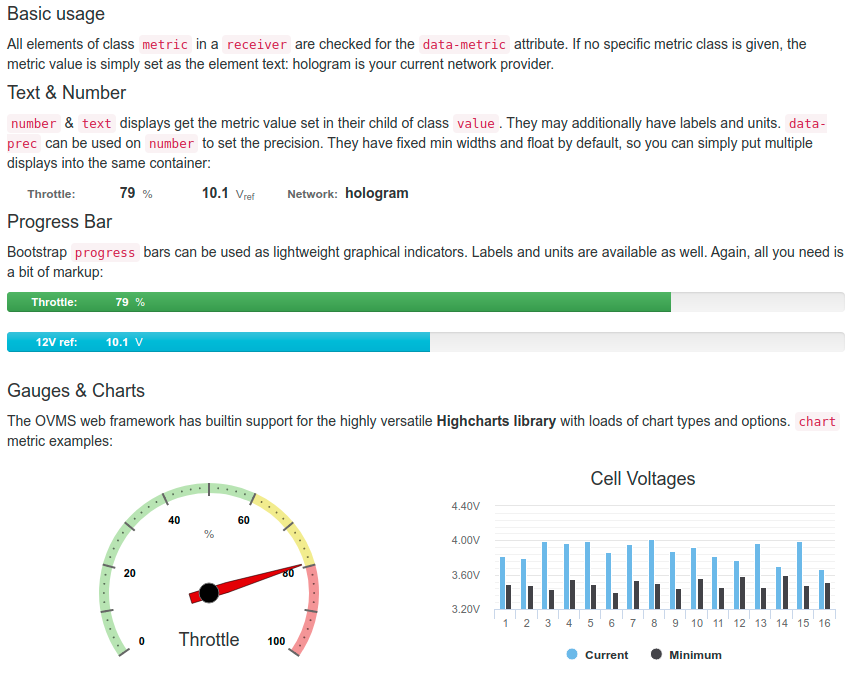 Basic usage
All elements of class metric in a receiver are checked for the data-metric attribute. If no specific metric class is given, the
metric value is simply set as the element text: hologram is your current network provider.
Text & Number
number & text displays get the metric value set in their child of class value. They may additionally have labels and units. data-
prec can be used on number to set the precision. They have fixed min widths and float by default, so you can simply put multiple
displays into the same container:
Throttle: 79 % 10.1 Vref Network: hologram
Progress Bar
Bootstrap progress bars can be used as lightweight graphical indicators. Labels and units are available as well. Again, all you need is
a bit of markup:
Throttle: 79 %
12V ref: 10.1 V
Gauges & Charts
The OVMS web framework has builtin support for the highly versatile Highcharts library with loads of chart types and options. chart
metric examples:
0 20 40 60 80 100
%
Throttle
Cell Voltages
4.40V
4.00V
3.60V
3.20V
1 2 3 4 5 6 7 8 9 10 11 12 13 14 15 16
Current Minimum